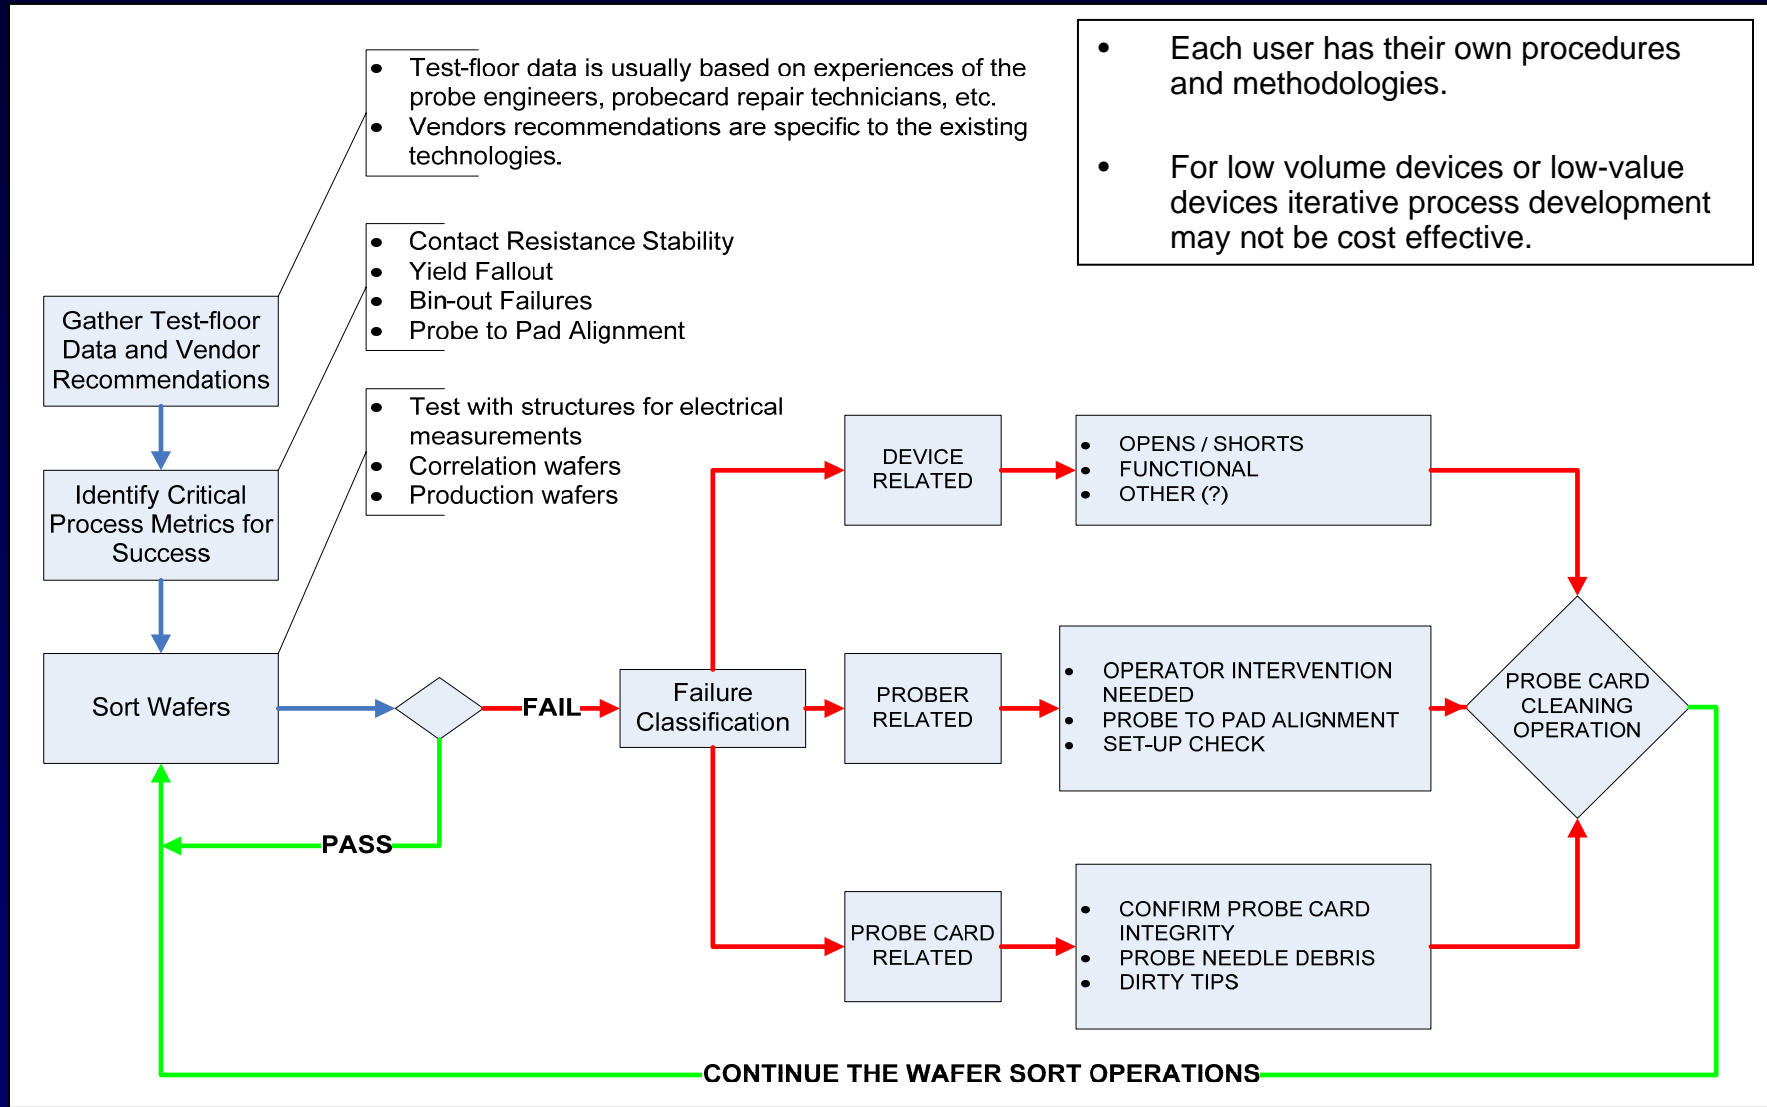 • Test-floor data is usually based on experiences of the
probe engineers, probecard repair technicians, etc.
• Vendors recommendations are specific to the existing
technologies.
• Each user has their own procedures
and methodologies.
• For low volume devices or low-value
devices iterative process development
may not be cost effective.
• Contact Resistance Stability
• Yield Fallout
• Bin-out Failures
• Probe to Pad Alignment
Gather Test-floor
Data and Vendor
Recommendations
• Test with structures for electrical
measurements
• Correlation wafers
• Production wafers
Identify Critical
Process Metrics for
Success
Sort Wafers
FAIL
PASS
Failure
Classification
DEVICE
RELATED
• OPENS / SHORTS
• FUNCTIONAL
• OTHER (?)
PROBER
RELATED
• OPERATOR INTERVENTION
NEEDED
• PROBE TO PAD ALIGNMENT
• SET-UP CHECK
PROBE CARD
CLEANING
OPERATION
PROBE CARD
RELATED
• CONFIRM PROBE CARD
INTEGRITY
• PROBE NEEDLE DEBRIS
• DIRTY TIPS
CONTINUE THE WAFER SORT OPERATIONS